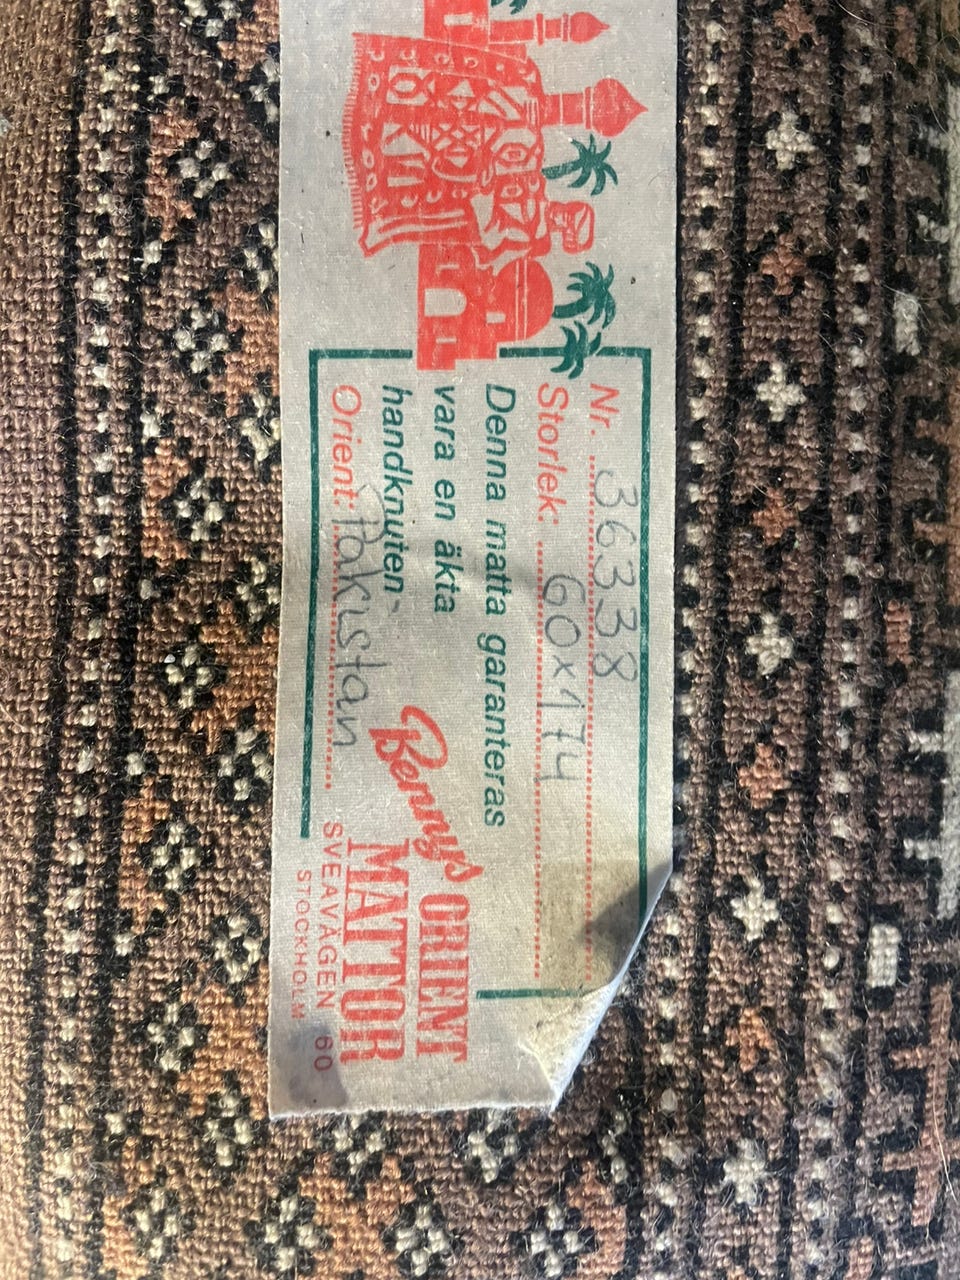 Nr. 36338
Storlek: 60x174
Denna matta garanteras
vara en äkta
handknuten
Orient: Pakistan
Benny's
ORIENT
MATTOR
SVEAVÄGEN 60
STOCKHOLM